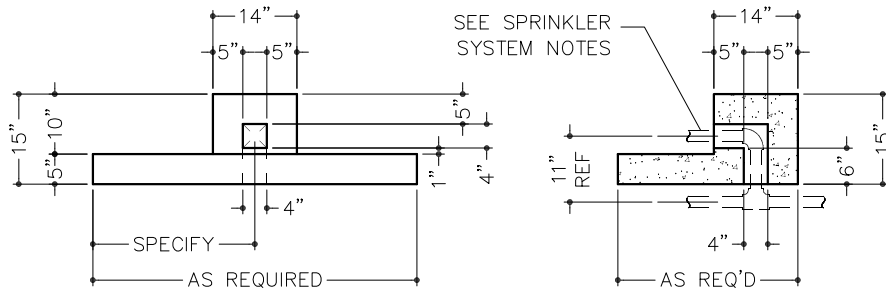 14"
5"
5"
SEE SPRINKLER
SYSTEM NOTES
14"
5"
5"
15"
10"
5"
5"
1"
4"
4"
SPECIFY
AS REQUIRED
11"
REF
6"
15"
4"
AS REQ'D